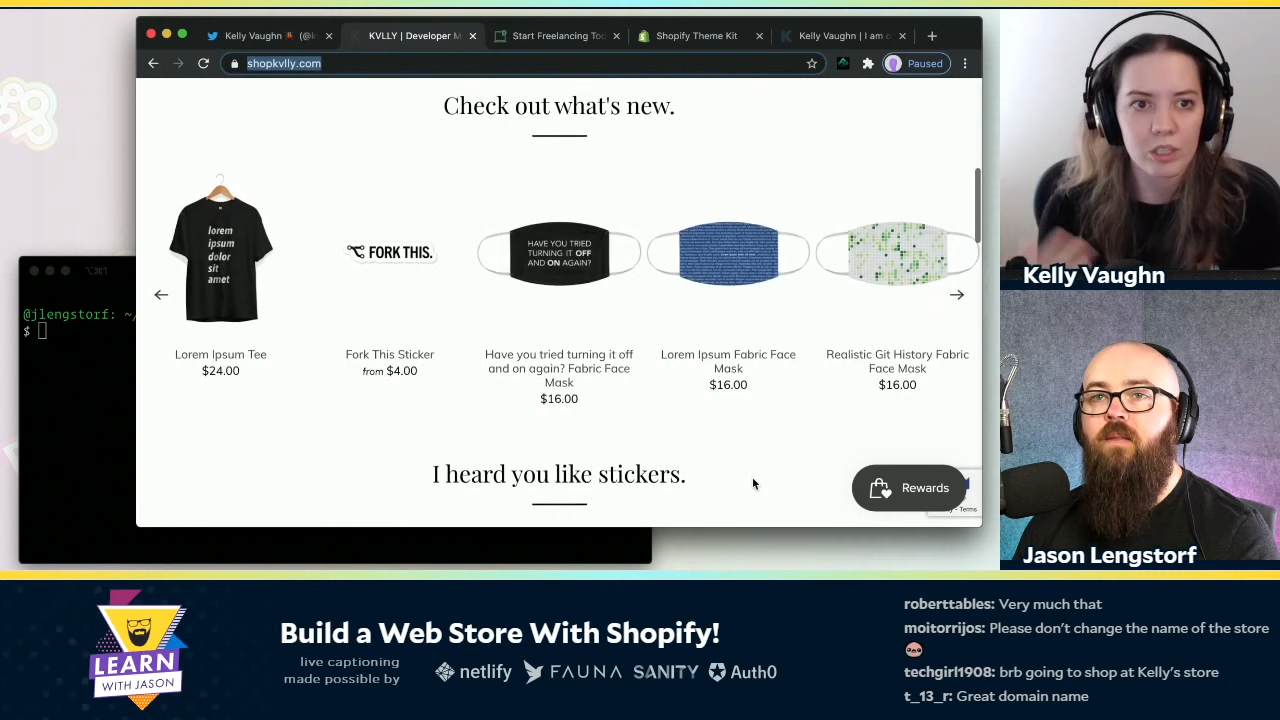 Kelly Vaughn
KVLLY | Developer M
Start Freelancing Tod
Shopify Theme Kit
Kelly Vaughn | I am o
shopkvlly.com
Paused
Check out what's new.
lorem
ipsum
dolor
sit
amet
FORK THIS.
HAVE YOU TRIED
TURNING IT OFF
AND ON AGAIN?
Lorem Ipsum Tee
$24.00
Fork This Sticker
from $4.00
Have you tried turning it off
and on again? Fabric Face
Mask
$16.00
Lorem Ipsum Fabric Face
Mask
$16.00
Realistic Git History Fabric
Face Mask
$16.00
I heard you like stickers.
Rewards
- Terms
@jlengstorf: ~/
$
Kelly Vaughn
Jason Lengstorf
LEARN
WITH JASON
Build a Web Store With Shopify!
live captioning
made possible by
netlify
FAUNA
SANITY
Auth0
roberttables: Very much that
moitorrijos: Please don't change the name of the store
techgirl1908: brb going to shop at Kelly's store
t_13_r: Great domain name